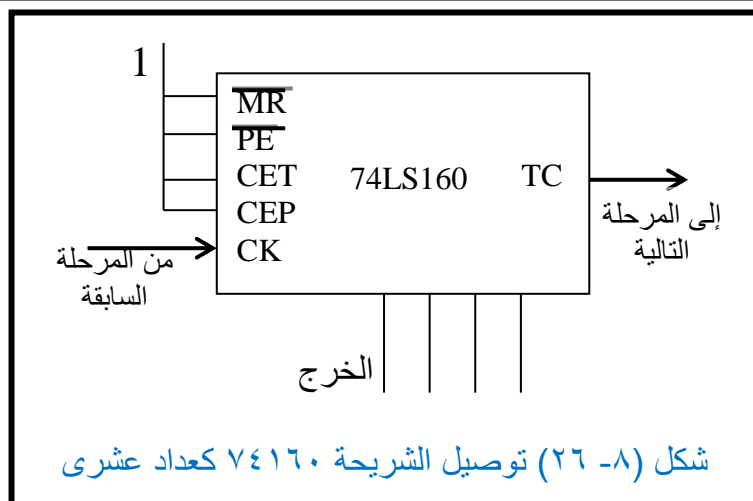 1
MR
PE
CET
74LS160
TC
CEP
CK
من المرحلة
السابقة
إلى المرحلة
التالية
الخرج
شكل (٨- ٢٦) توصيل الشريحة ٧٤١٦٠ كعداد عشرى